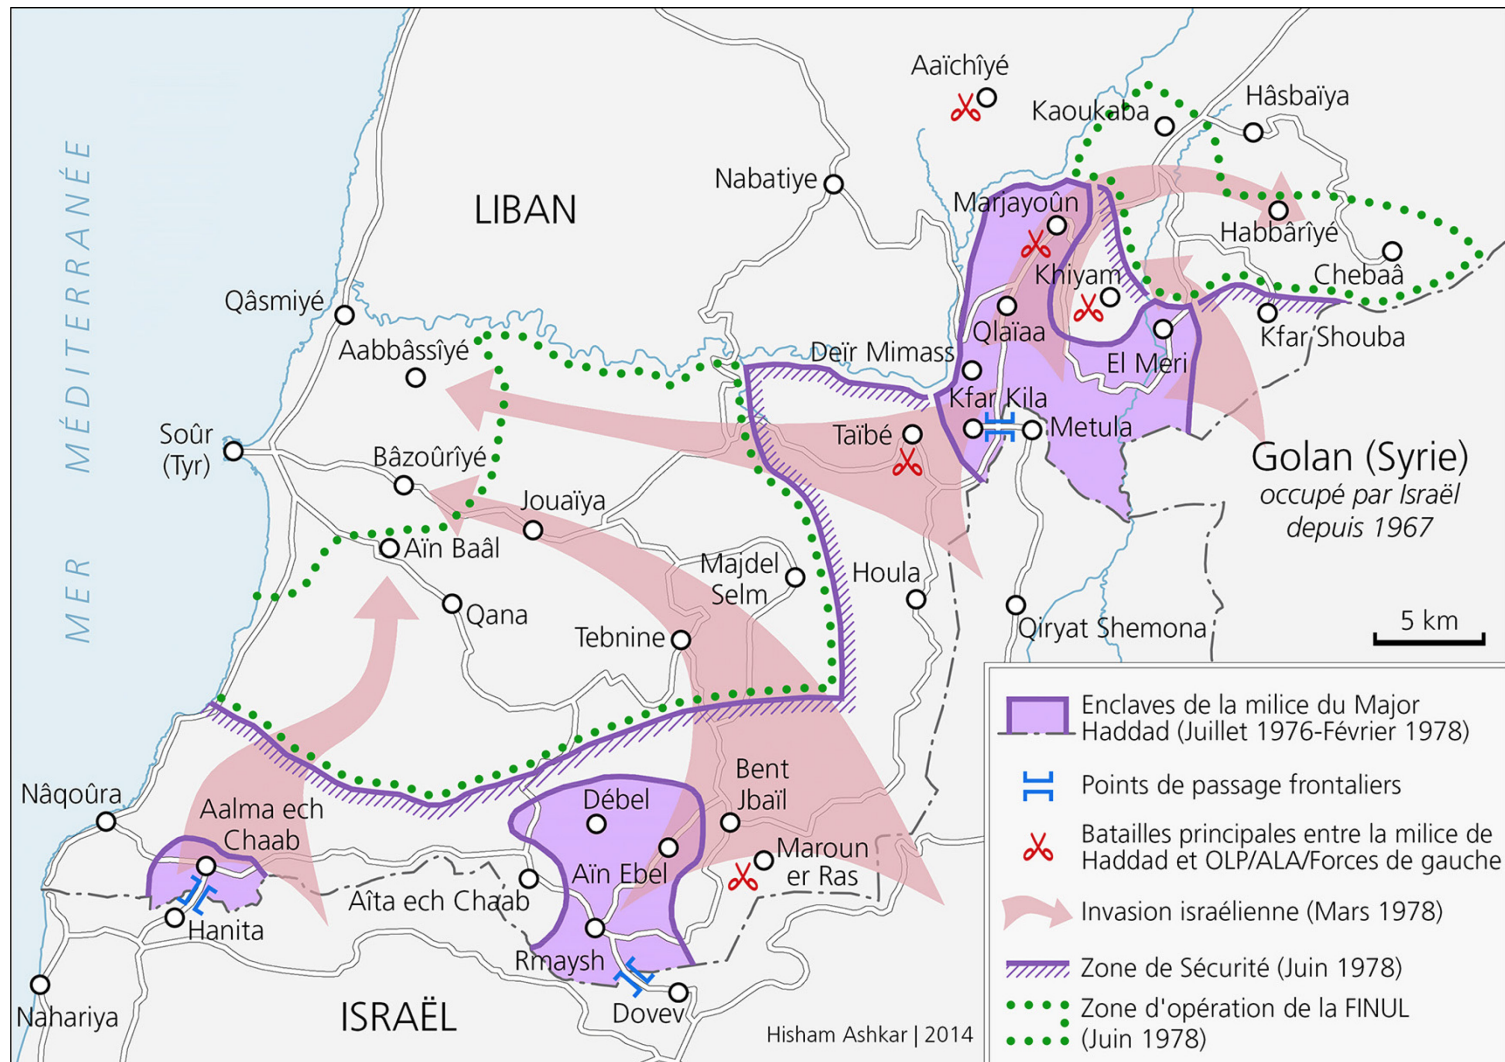 Aaïchîyé
Kaoukaba
Hâsbaïya
Nabatiye
LIBAN
Marjayoûn
Habbârîyé
Chebaâ
Khiyam
Qâsmiyé
Qlaïaa
Kfar Shouba
Aabbâssîyé
Deïr Mimass
El Meri
Kfar Kila
Metula
Taïbé
Soûr
(Tyr)
Bâzoûrîyé
Jouaïya
Golan (Syrie)
occupé par Israël
depuis 1967
MER MÉDITERRANÉE
Aïn Baâl
Majdel
Selm
Houla
Qana
Tebnine
Qiryat Shemona
5 km
Nâqoûra
Aalma ech
Chaab
Débel
Bent
Jbaïl
Aïn Ebel
Maroun
er Ras
Aîta ech Chaab
Hanita
Rmaysh
Dovev
Nahariya
ISRAËL
Hisham Ashkar | 2014
Enclaves de la milice du Major
Haddad (Juillet 1976-Février 1978)
Points de passage frontaliers
Batailles principales entre la milice de
Haddad et OLP/ALA/Forces de gauche
Invasion israélienne (Mars 1978)
Zone de Sécurité (Juin 1978)
Zone d'opération de la FINUL
(Juin 1978)